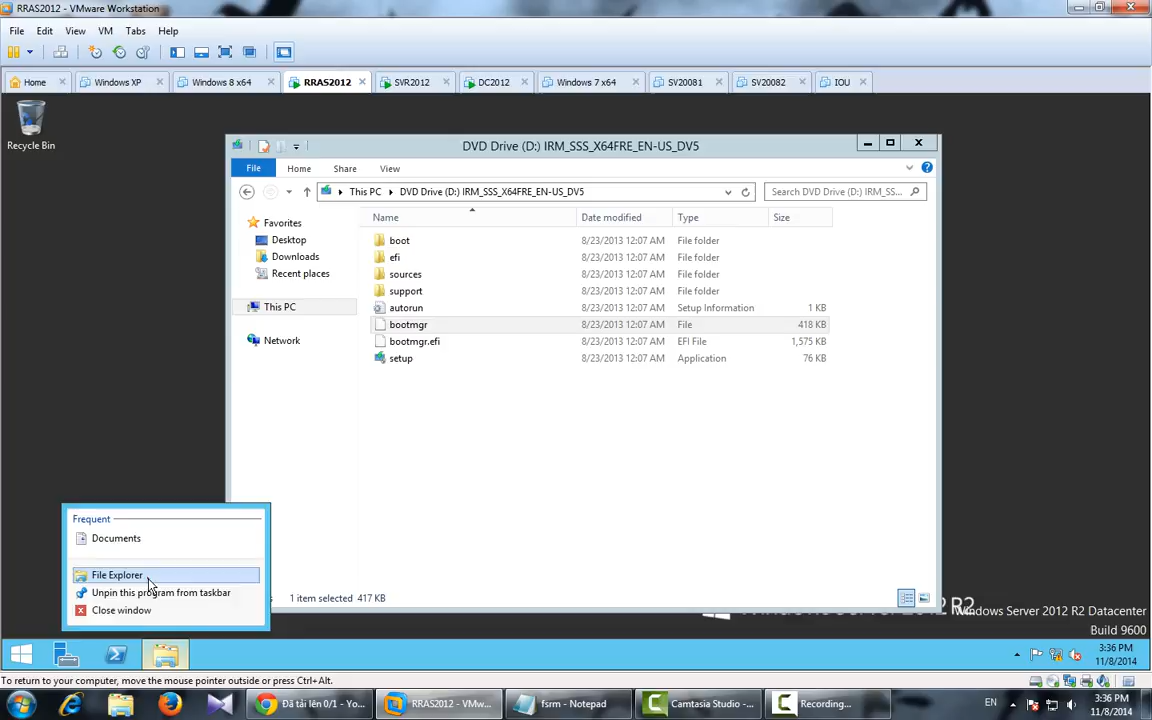 RRAS2012 - VMware Workstation
File Edit View VM Tabs Help
Home Windows XP Windows 8 x64 RRAS2012 SVR2012 DC2012 Windows 7 x64 SV20081 SV20082 IOU
Recycle Bin
DVD Drive (D:) IRM_SSS_X64FRE_EN-US_DV5
File Home Share View
This PC DVD Drive (D:) IRM_SSS_X64FRE_EN-US_DV5 Search DVD Drive (D:) IRM_SS...
Name Date modified Type Size
Favorites
Desktop
Downloads
Recent places
This PC
Network
boot 8/23/2013 12:07 AM File folder
efi 8/23/2013 12:07 AM File folder
sources 8/23/2013 12:07 AM File folder
support 8/23/2013 12:07 AM File folder
autorun 8/23/2013 12:07 AM Setup Information 1 KB
bootmgr 8/23/2013 12:07 AM File 418 KB
bootmgr.efi 8/23/2013 12:07 AM EFI File 1,575 KB
setup 8/23/2013 12:07 AM Application 76 KB
Frequent
Documents
File Explorer
Unpin this program from taskbar
Close window
1 item selected 417 KB
Windows Server 2012 R2 Datacenter
Build 9600
3:36 PM
11/8/2014
To return to your computer, move the mouse pointer outside or press Ctrl+Alt.
Đã tải lên 0/1 - Yo... RRAS2012 - VMw... fsrm - Notepad Camtasia Studio -... Recording... EN 3:36 PM
11/8/2014